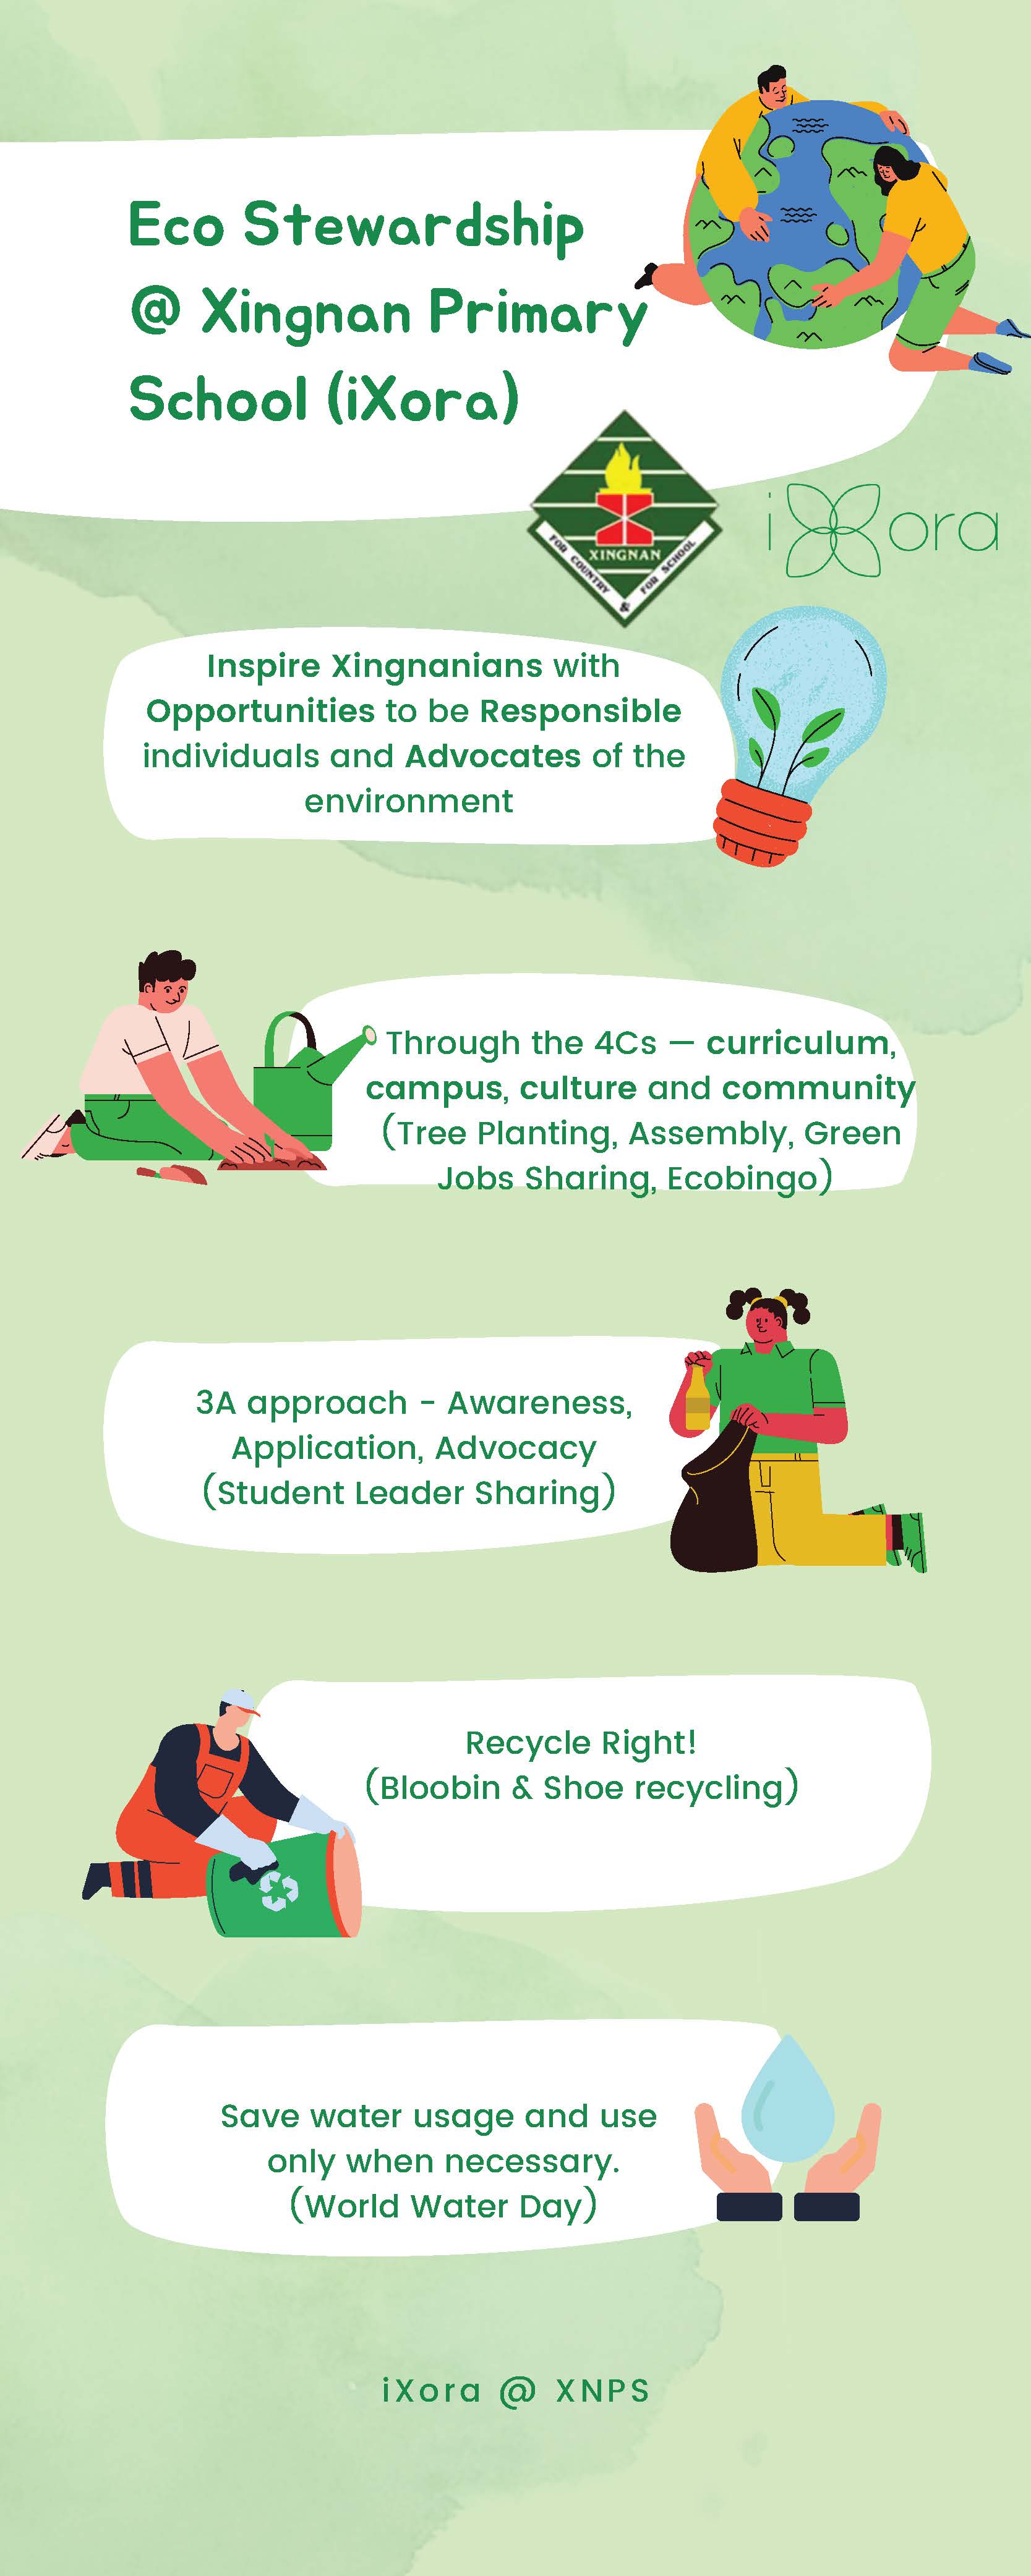 Eco Stewardship
@ Xingnan Primary
School (iXora)
XINGNAN
FOR COUNTRY & FOR SCHOOL
iXora
Inspire Xingnanians with
Opportunities to be Responsible
individuals and Advocates of the
environment
Through the 4Cs – curriculum,
campus, culture and community
(Tree Planting, Assembly, Green
Jobs Sharing, Ecobingo)
3A approach - Awareness,
Application, Advocacy
(Student Leader Sharing)
Recycle Right!
(Bloobin & Shoe recycling)
Save water usage and use
only when necessary.
(World Water Day)
iXora @ XNPS